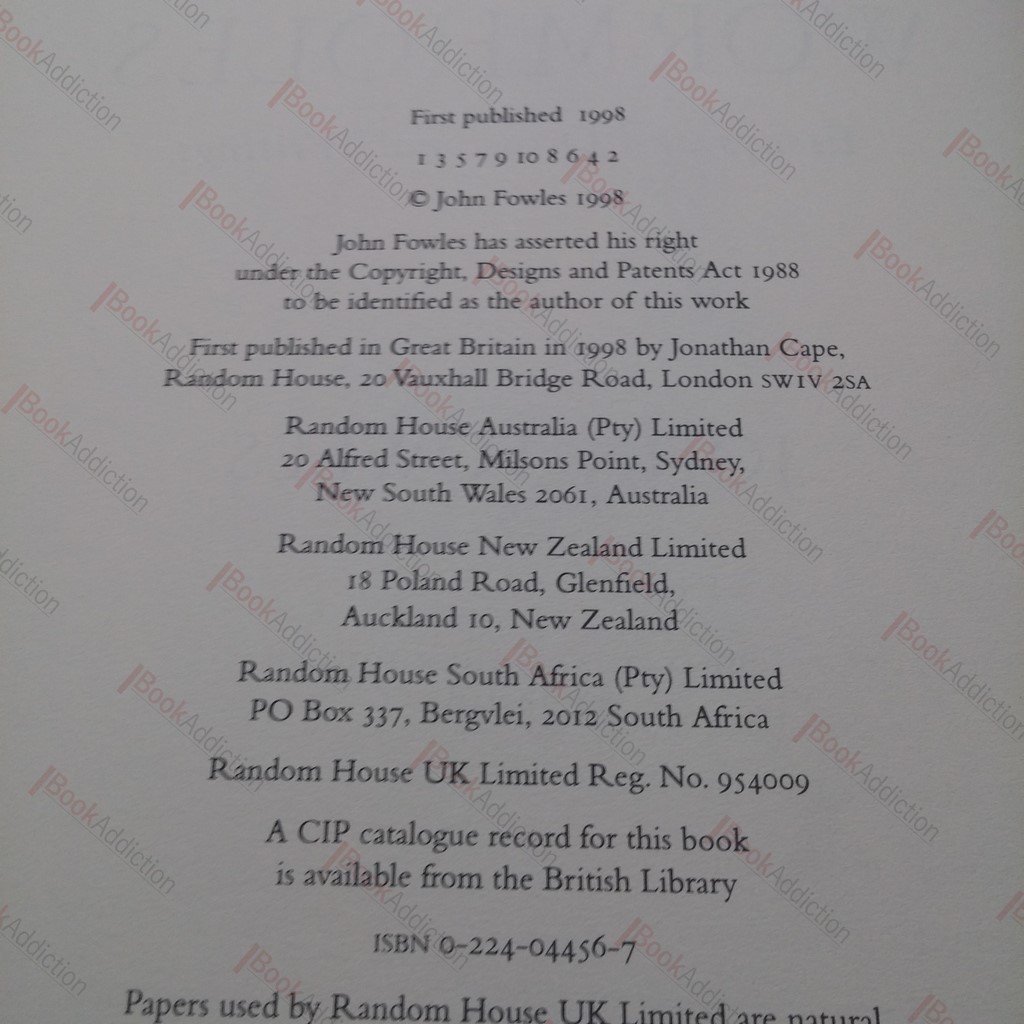 First published 1998
1 3 5 7 9 10 8 6 4 2
© John Fowles 1998
John Fowles has asserted his right
under the Copyright, Designs and Patents Act 1988
to be identified as the author of this work
First published in Great Britain in 1998 by Jonathan Cape,
Random House, 20 Vauxhall Bridge Road, London SW1V 2SA
Random House Australia (Pty) Limited
20 Alfred Street, Milsons Point, Sydney,
New South Wales 2061, Australia
Random House New Zealand Limited
18 Poland Road, Glenfield,
Auckland 10, New Zealand
Random House South Africa (Pty) Limited
PO Box 337, Bergvlei, 2012 South Africa
Random House UK Limited Reg. No. 954009
A CIP catalogue record for this book
is available from the British Library
ISBN 0-224-04456-7
Papers used by Random House UK Limited are natural
BookAddiction